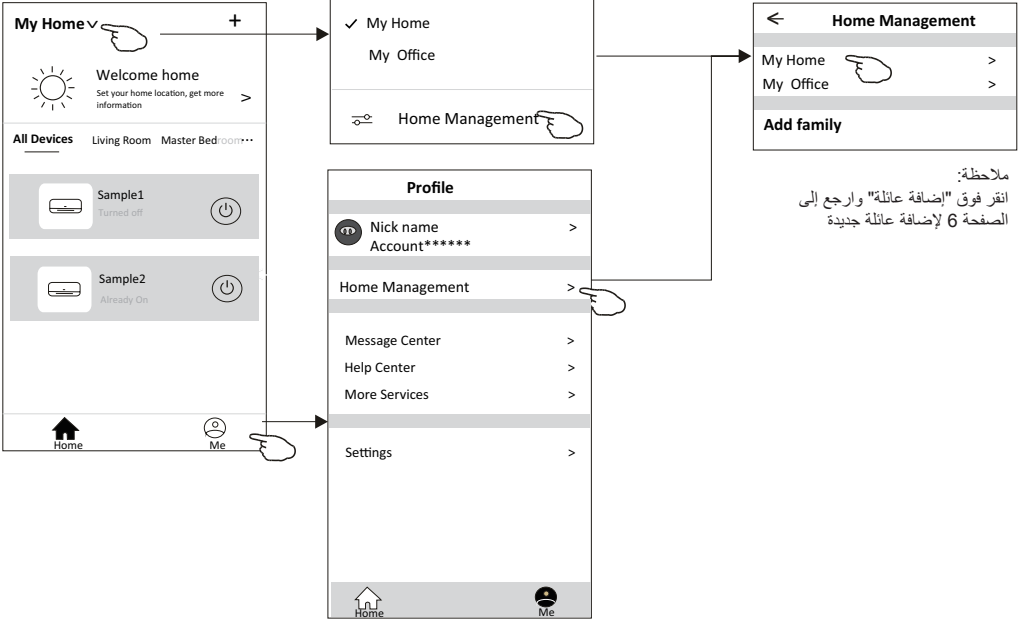 My Home
+
Welcome home
Set your home location, get more
information
>
All Devices Living Room Master Bedroom ...
Sample1
Turned off
Sample2
Already On
Home
Me
✓ My Home
My Office
Home Management
Profile
Nick name >
Account******
Home Management >
Message Center >
Help Center >
More Services >
Settings >
Home
Me
← Home Management
My Home >
My Office >
Add family
ملاحظة:
انقر فوق "إضافة عائلة" وارجع إلى
الصفحة 6 لإضافة عائلة جديدة